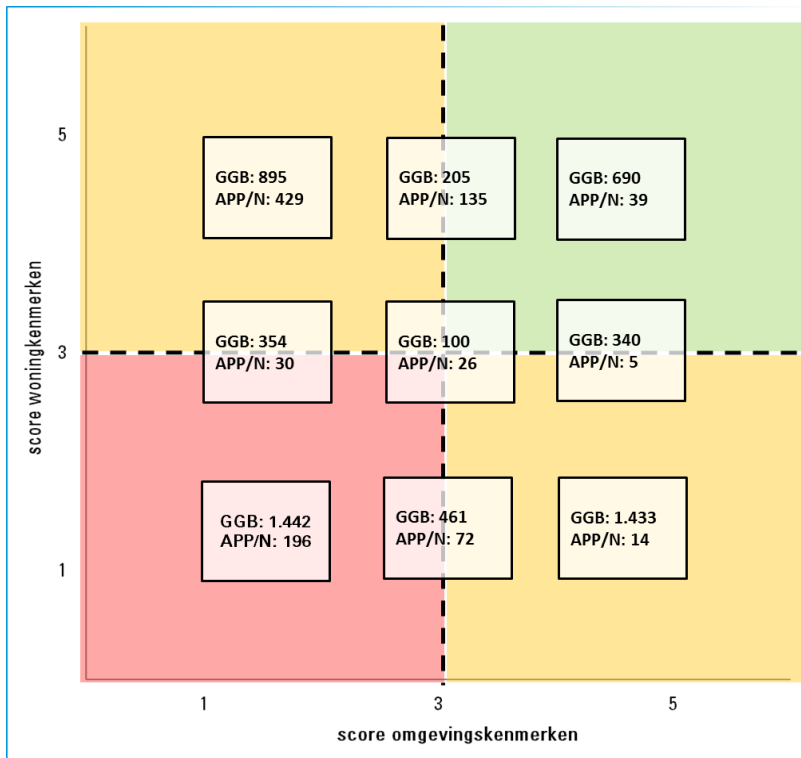 5
GGB: 895
APP/N: 429
GGB: 205
APP/N: 135
GGB: 690
APP/N: 39
score woningkenmerken
3
GGB: 354
APP/N: 30
GGB: 100
APP/N: 26
GGB: 340
APP/N: 5
1
GGB: 1.442
APP/N: 196
GGB: 461
APP/N: 72
GGB: 1.433
APP/N: 14
1
3
5
score omgevingskenmerken